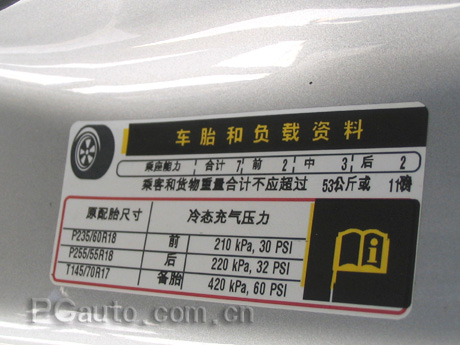 车胎和负载资料
乘座能力 合计 7 前 2 中 3 后 2
乘客和货物重量合计不应超过 53公斤或 11磅
原配胎尺寸 冷态充气压力
P235/60R18 前 210 kPa, 30 PSI
P255/55R18 后 220 kPa, 32 PSI
T145/70R17 备胎 420 kPa, 60 PSI
PCauto.com.cn